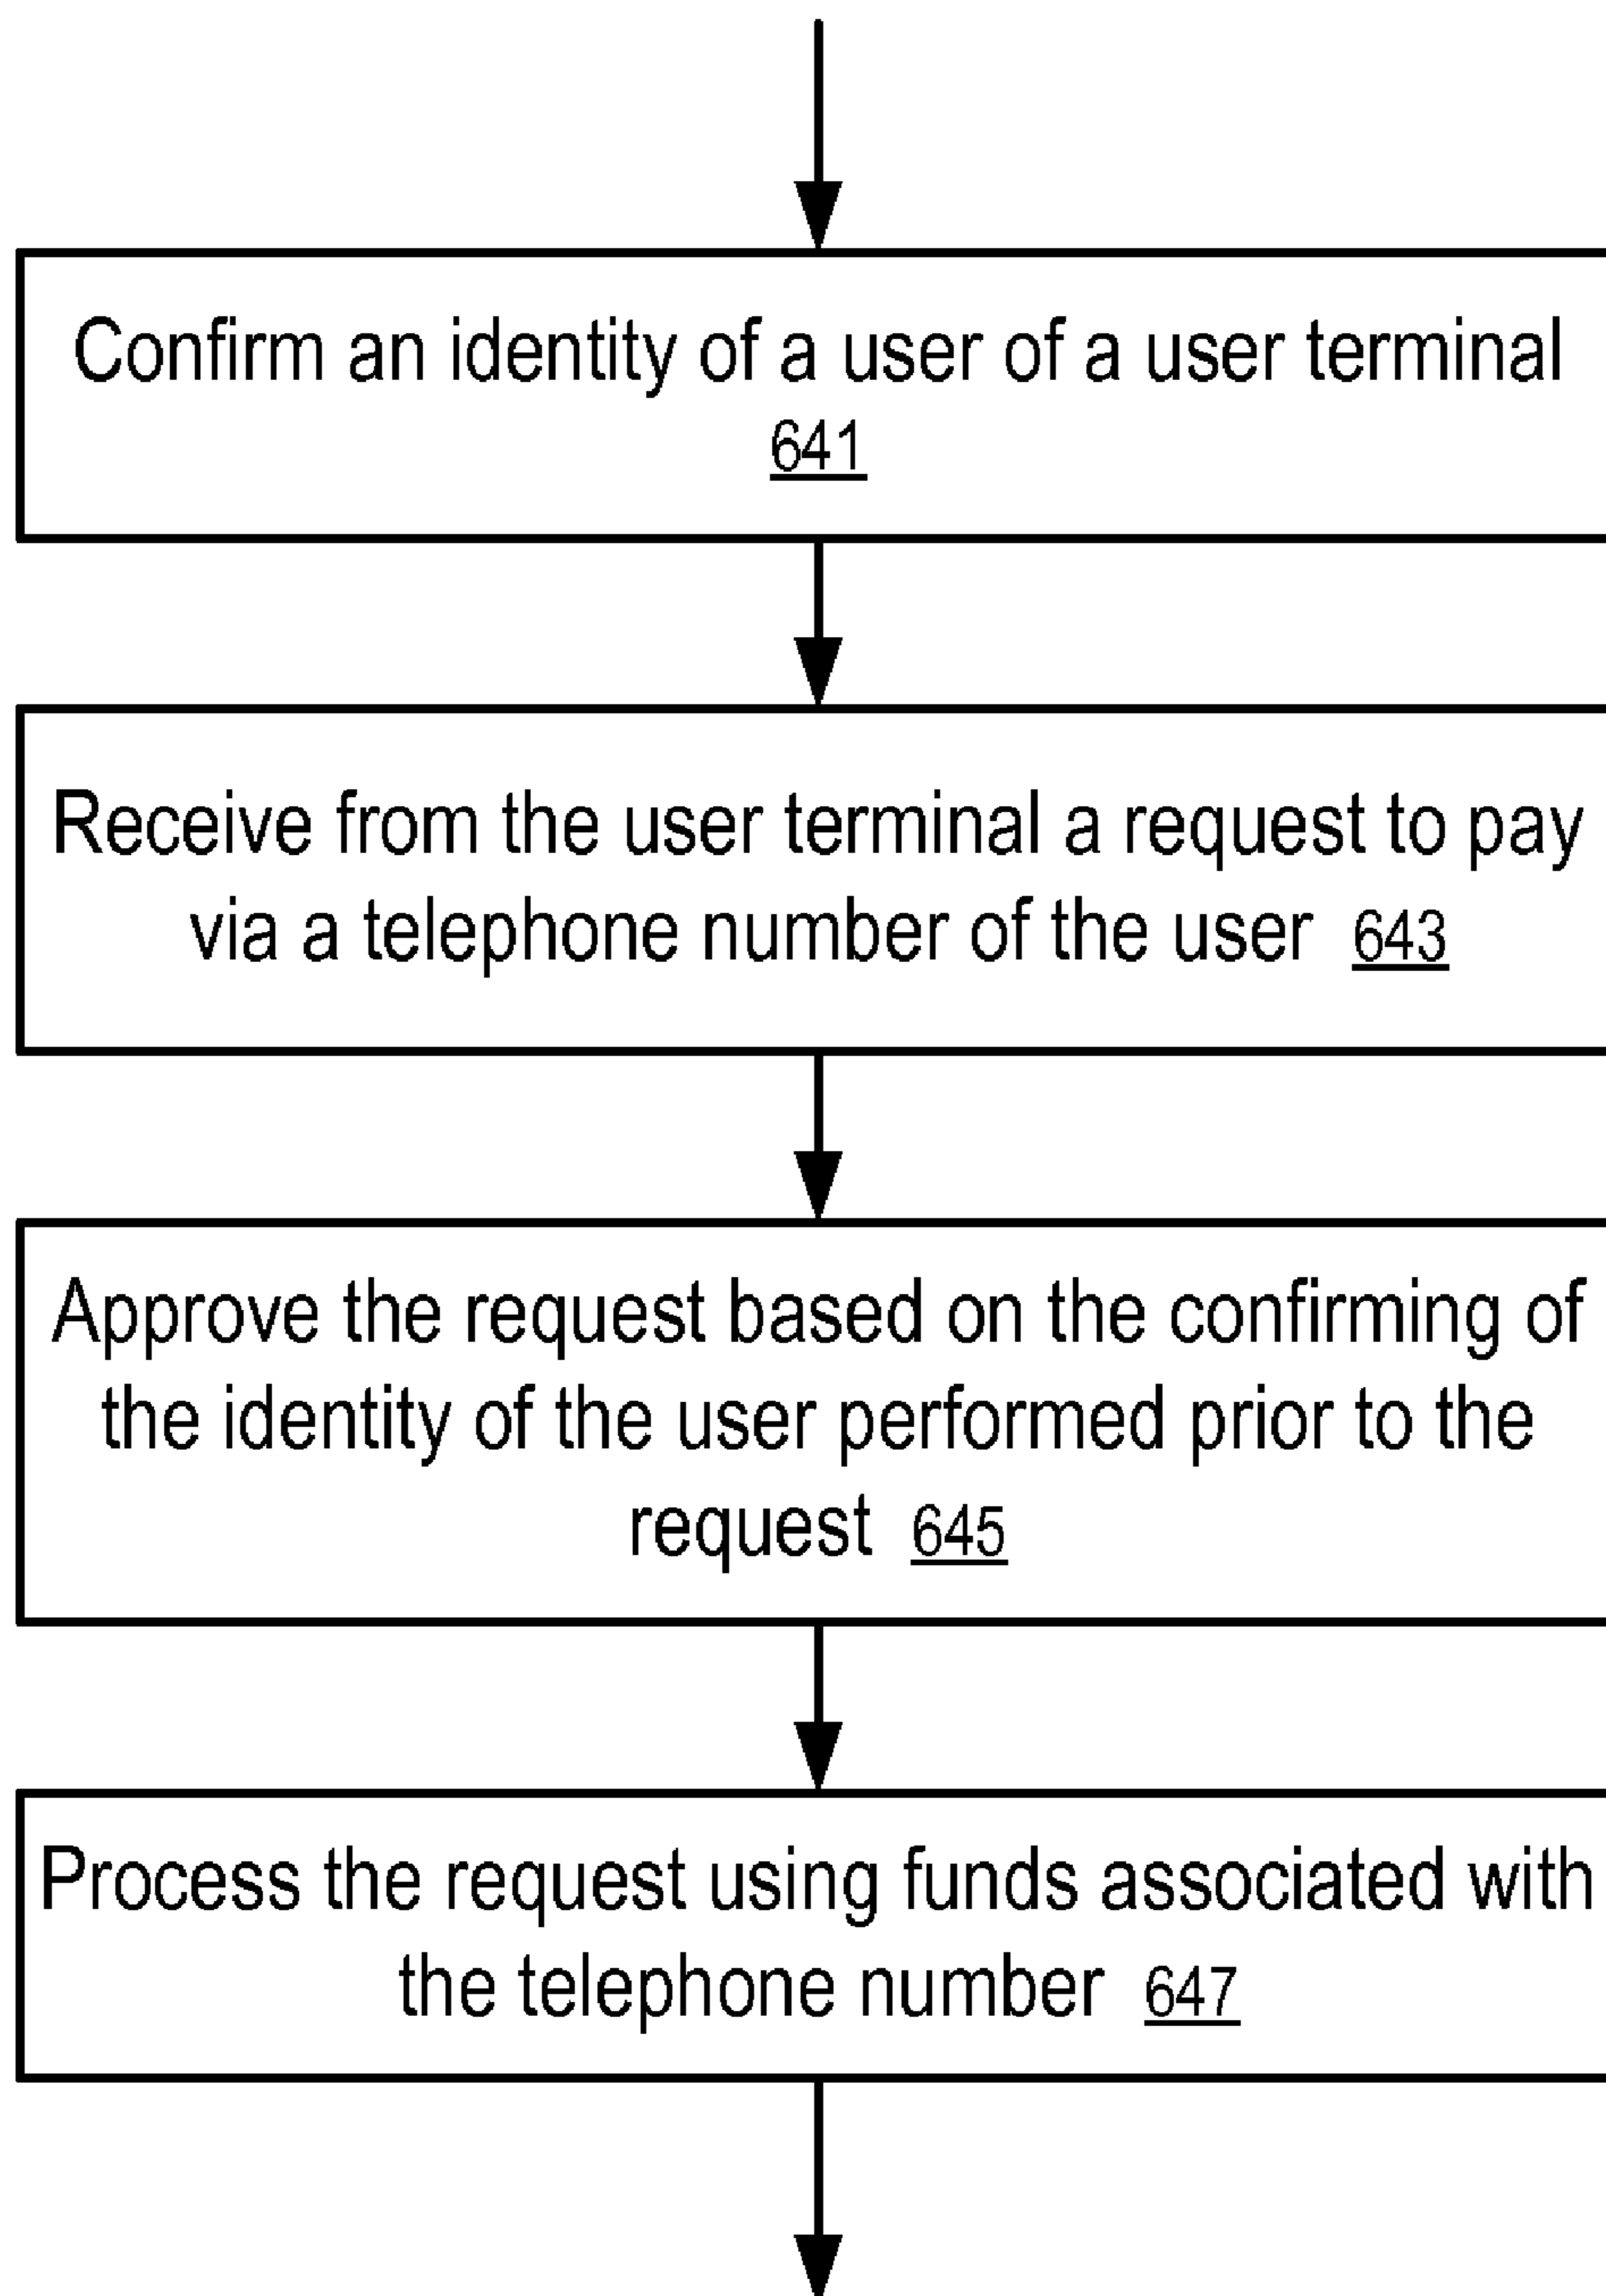 Confirm an identity of a user of a user terminal
641
Receive from the user terminal a request to pay
via a telephone number of the user 643
Approve the request based on the confirming of
the identity of the user performed prior to the
request 645
Process the request using funds associated with
the telephone number 647